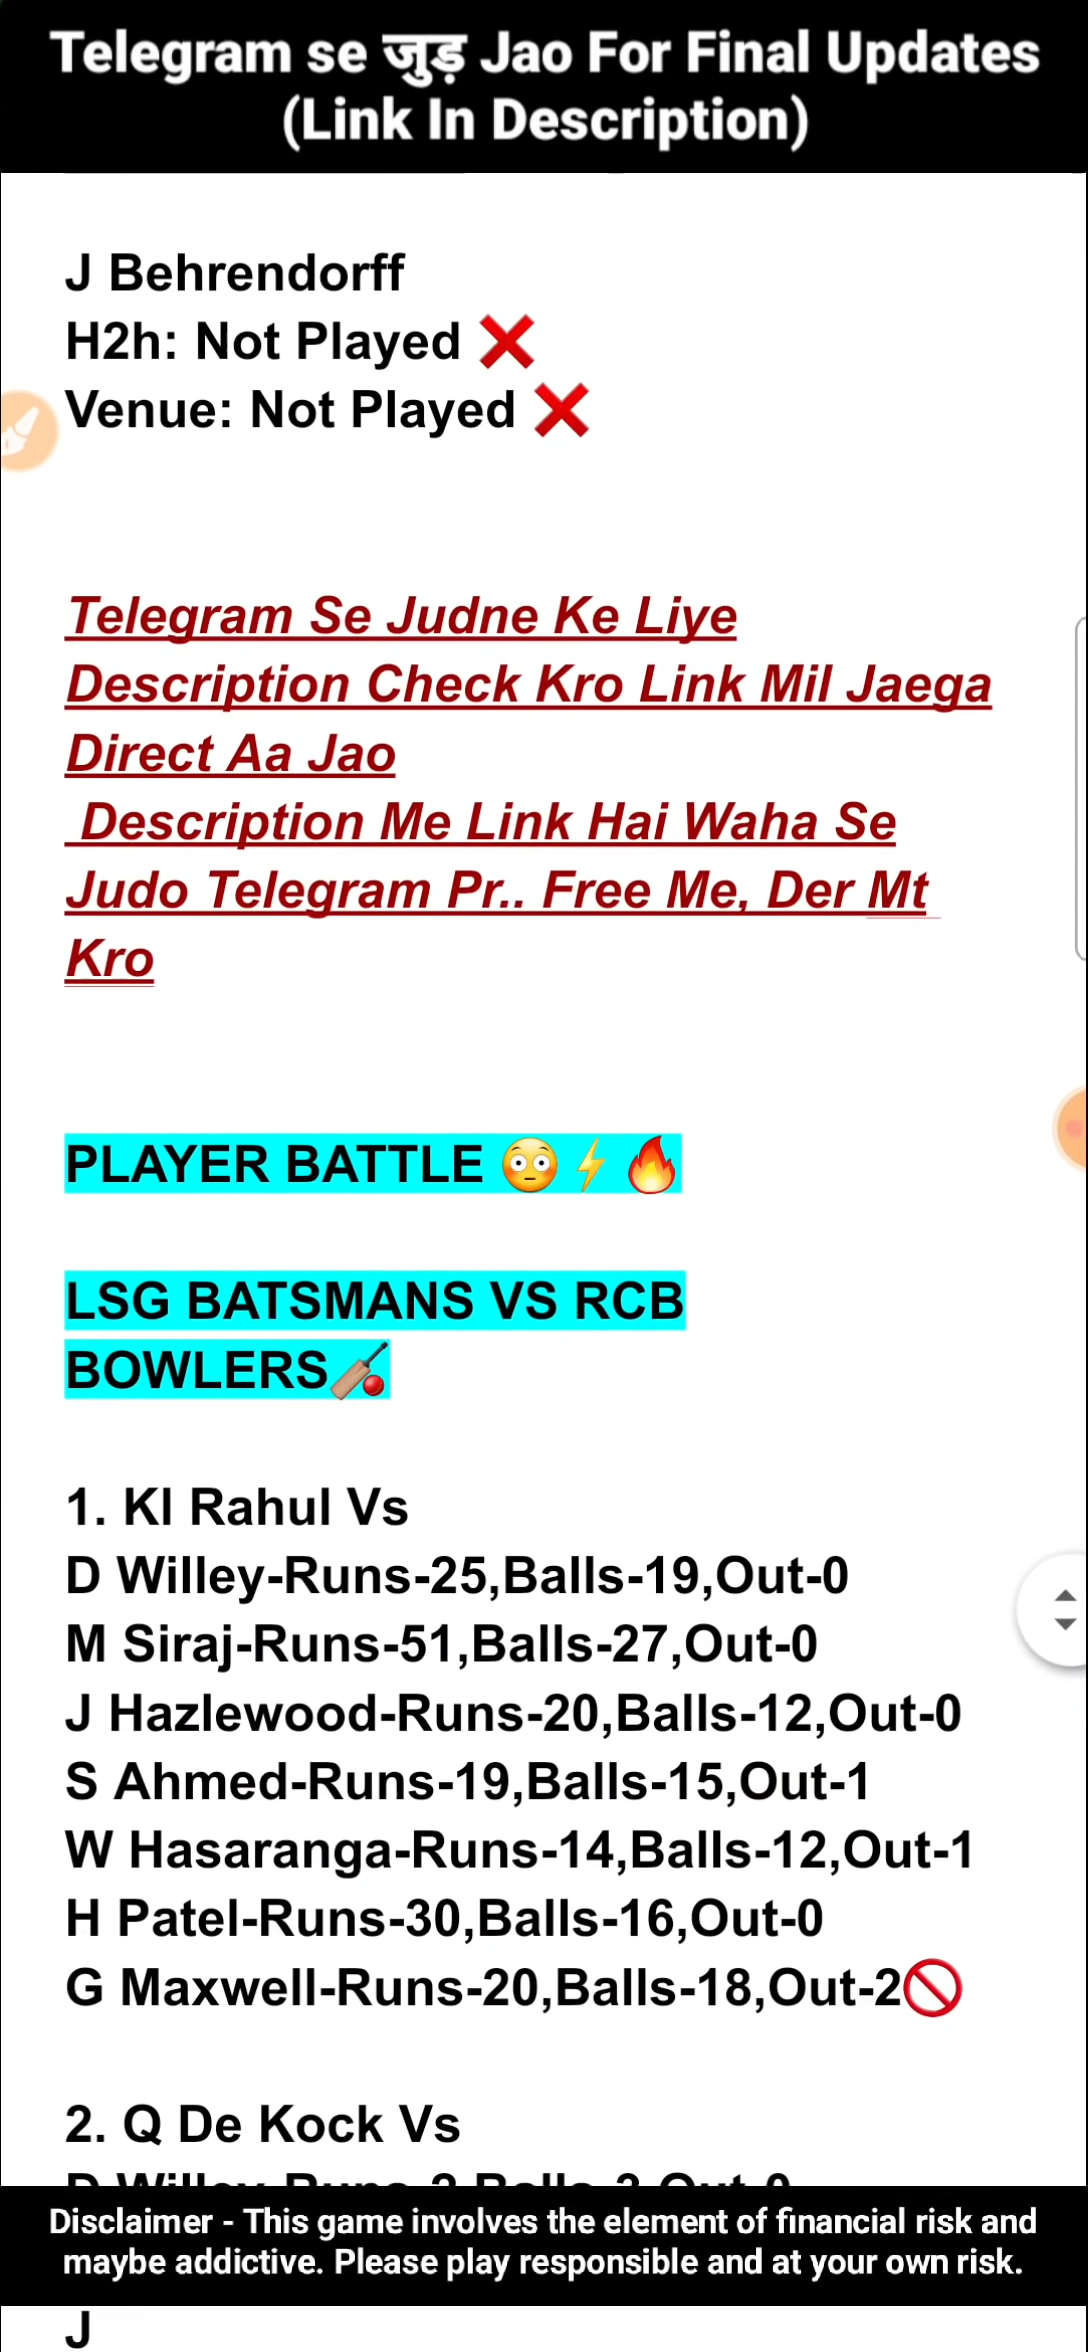 Telegram se जुड़ Jao For Final Updates
(Link In Description)
J Behrendorff
H2h: Not Played ❌
Venue: Not Played ❌
Telegram Se Judne Ke Liye
Description Check Kro Link Mil Jaega
Direct Aa Jao
Description Me Link Hai Waha Se
Judo Telegram Pr.. Free Me, Der Mt
Kro
PLAYER BATTLE 😳⚡🔥
LSG BATSMANS VS RCB
BOWLERS🏏
1. Kl Rahul Vs
D Willey-Runs-25,Balls-19,Out-0
M Siraj-Runs-51,Balls-27,Out-0
J Hazlewood-Runs-20,Balls-12,Out-0
S Ahmed-Runs-19,Balls-15,Out-1
W Hasaranga-Runs-14,Balls-12,Out-1
H Patel-Runs-30,Balls-16,Out-0
G Maxwell-Runs-20,Balls-18,Out-2🚫
2. Q De Kock Vs
D Willey-Runs
Disclaimer - This game involves the element of financial risk and
maybe addictive. Please play responsible and at your own risk.
J